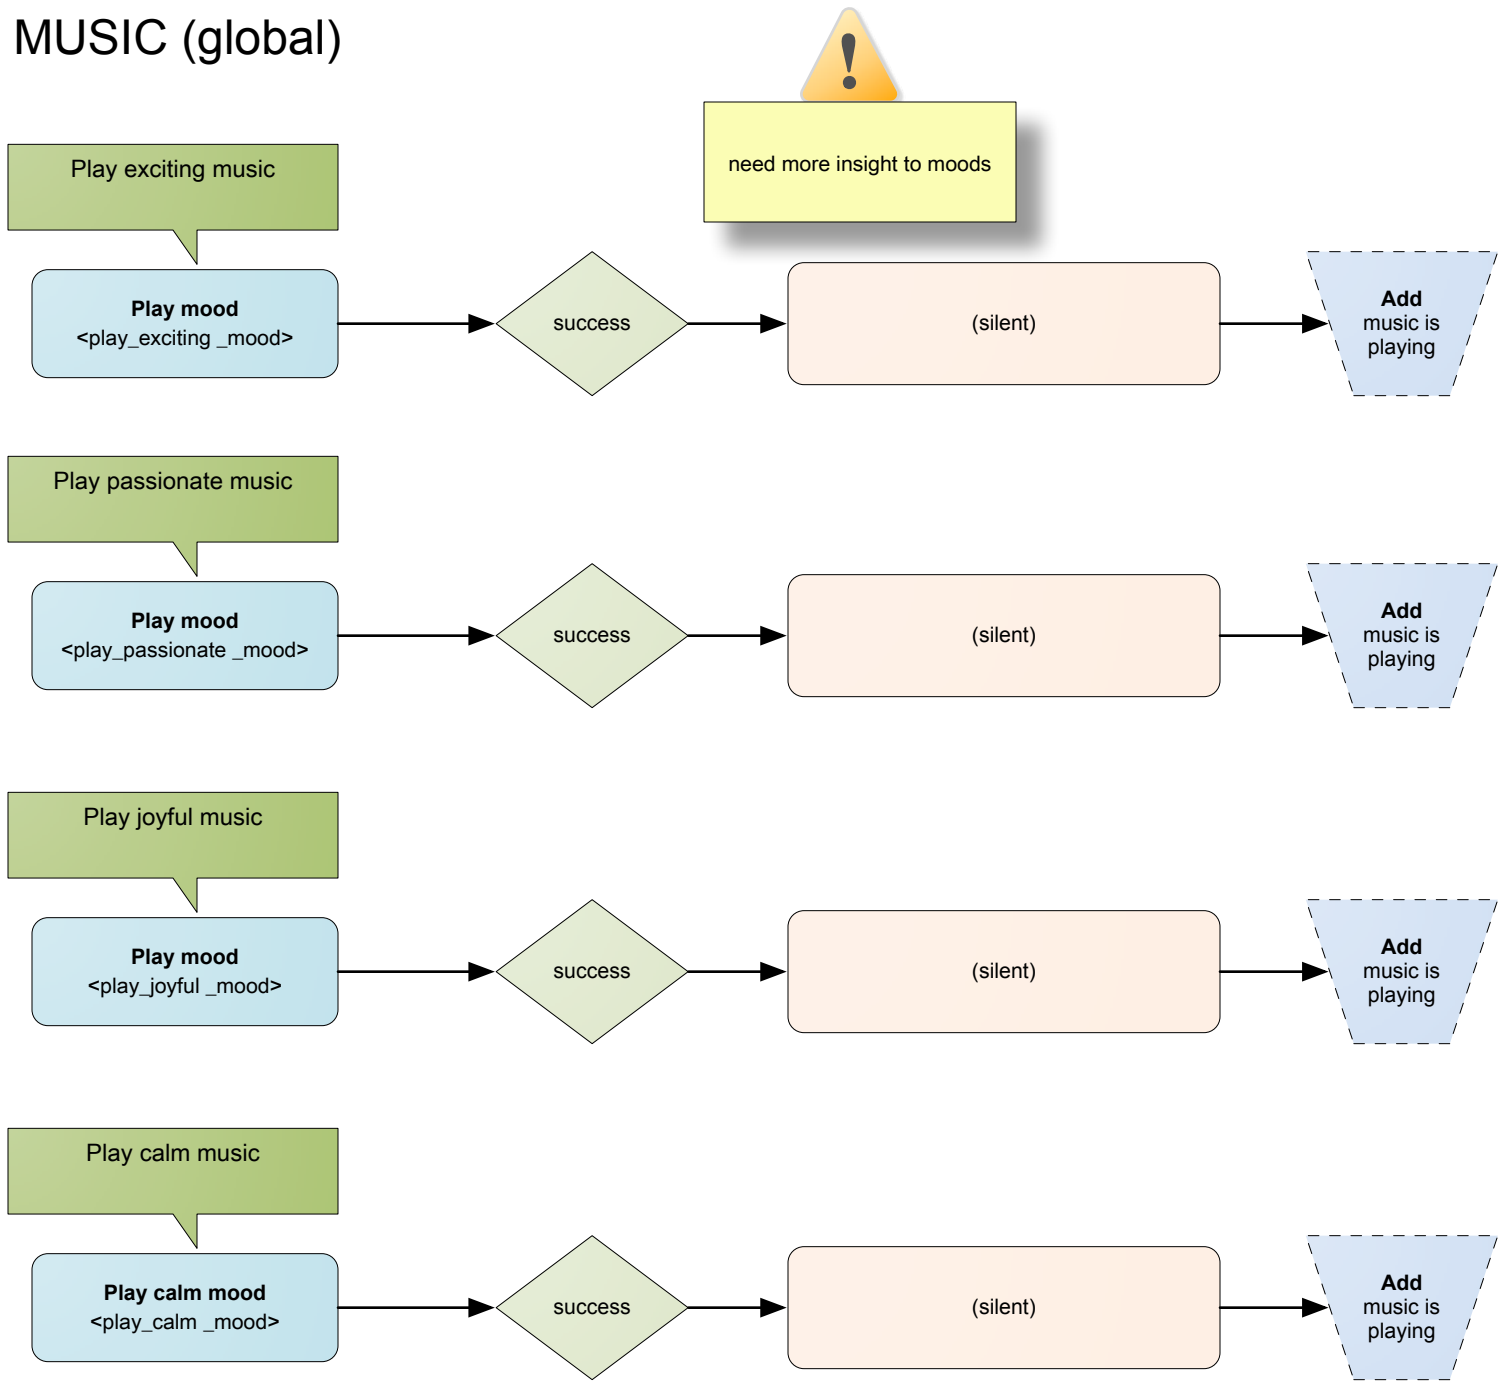 MUSIC (global)
!
need more insight to moods
Play exciting music
Play mood
<play_exciting _mood>
success
(silent)
Add
music is
playing
Play passionate music
Play mood
<play_passionate _mood>
success
(silent)
Add
music is
playing
Play joyful music
Play mood
<play_joyful _mood>
success
(silent)
Add
music is
playing
Play calm music
Play calm mood
<play_calm _mood>
success
(silent)
Add
music is
playing